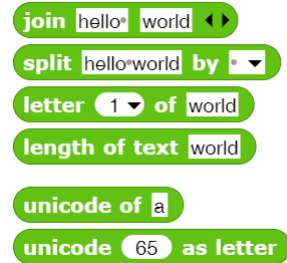 join hello world
split hello world by
letter 1 of world
length of text world
unicode of a
unicode 65 as letter